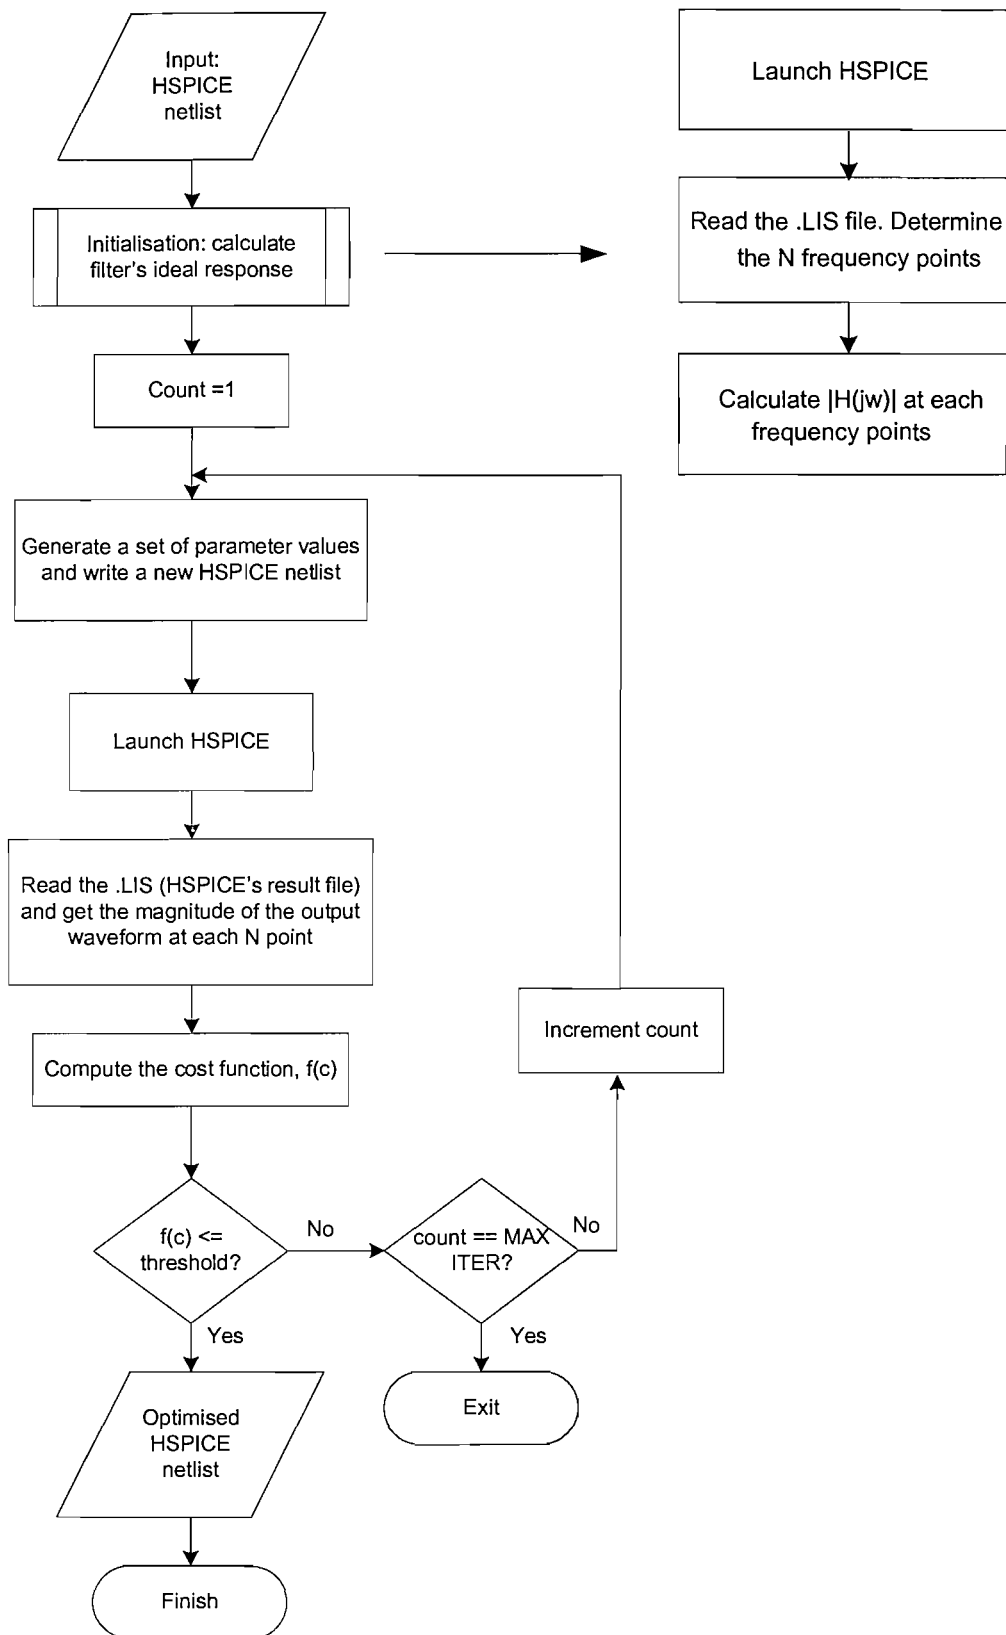 Input:
HSPICE
netlist
Initialisation: calculate
filter's ideal response
Count =1
Generate a set of parameter values
and write a new HSPICE netlist
Launch HSPICE
Read the .LIS (HSPICE's result file)
and get the magnitude of the output
waveform at each N point
Compute the cost function, f(c)
f(c) <=
threshold?
No
Yes
count == MAX
ITER?
No
Yes
Increment count
Exit
Optimised
HSPICE
netlist
Finish
Launch HSPICE
Read the .LIS file. Determine
the N frequency points
Calculate |H(jw)| at each
frequency points